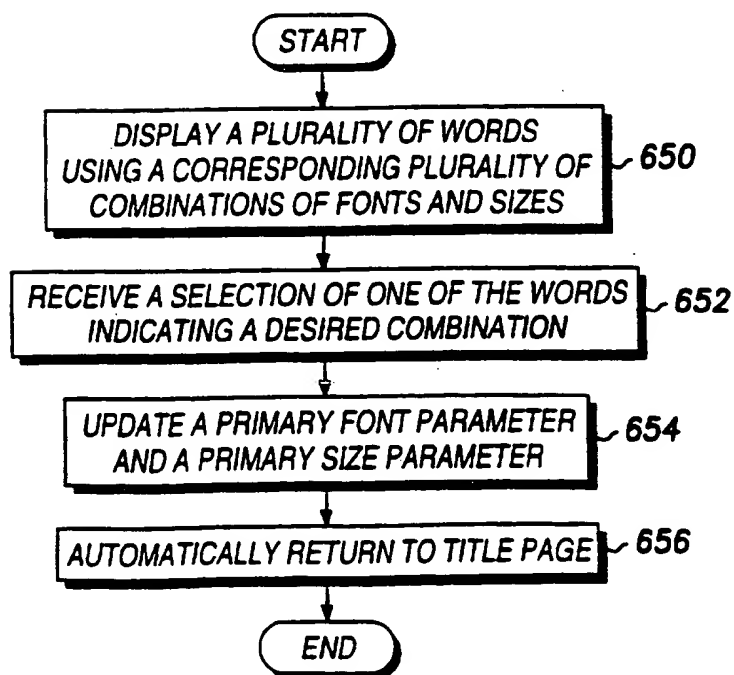 START
DISPLAY A PLURALITY OF WORDS
USING A CORRESPONDING PLURALITY OF
COMBINATIONS OF FONTS AND SIZES
650
RECEIVE A SELECTION OF ONE OF THE WORDS
INDICATING A DESIRED COMBINATION
652
UPDATE A PRIMARY FONT PARAMETER
AND A PRIMARY SIZE PARAMETER
654
AUTOMATICALLY RETURN TO TITLE PAGE
656
END